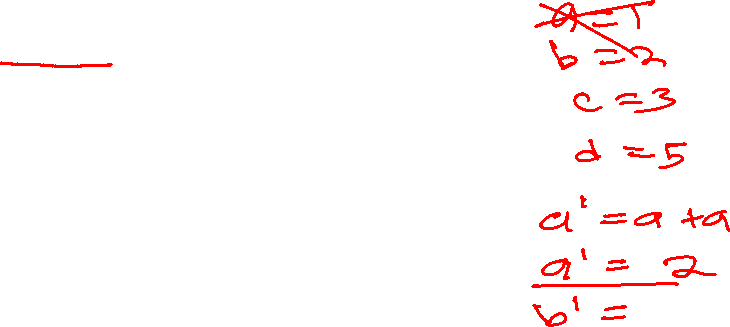 a = 1
b = 2
c = 3
d = 5
a' = a + a
a' = 2
b' =